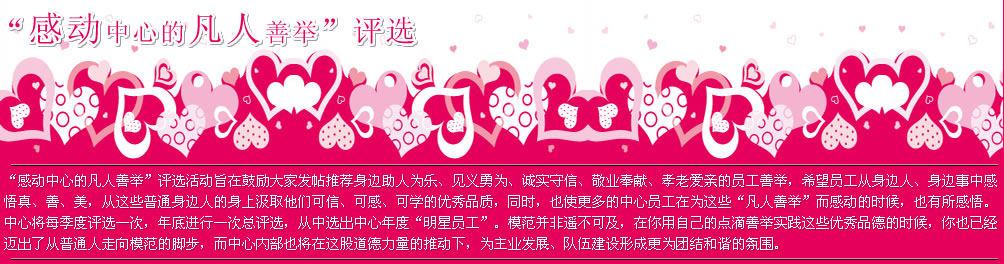 “感动中心的凡人善举”评选
“感动中心的凡人善举”评选活动旨在鼓励大家发帖推荐身边助人为乐、见义勇为、诚实守信、敬业奉献、孝老爱亲的员工善举，希望员工从身边人、身边事中感
悟真、善、美，从这些普通身边人的身上汲取他们可信、可感、可学的优秀品质，同时，也使更多的中心员工在为这些“凡人善举”而感动的时候，也有所感悟。
中心将每季度评选一次，年底进行一次总评选，从中选出中心年度“明星员工”。模范并非遥不可及，在你用自己的点滴善举实践这些优秀品德的时候，你也已经
迈出了从普通人走向模范的脚步，而中心内部也将在这股道德力量的推动下，为主业发展、队伍建设形成更为团结和谐的氛围。